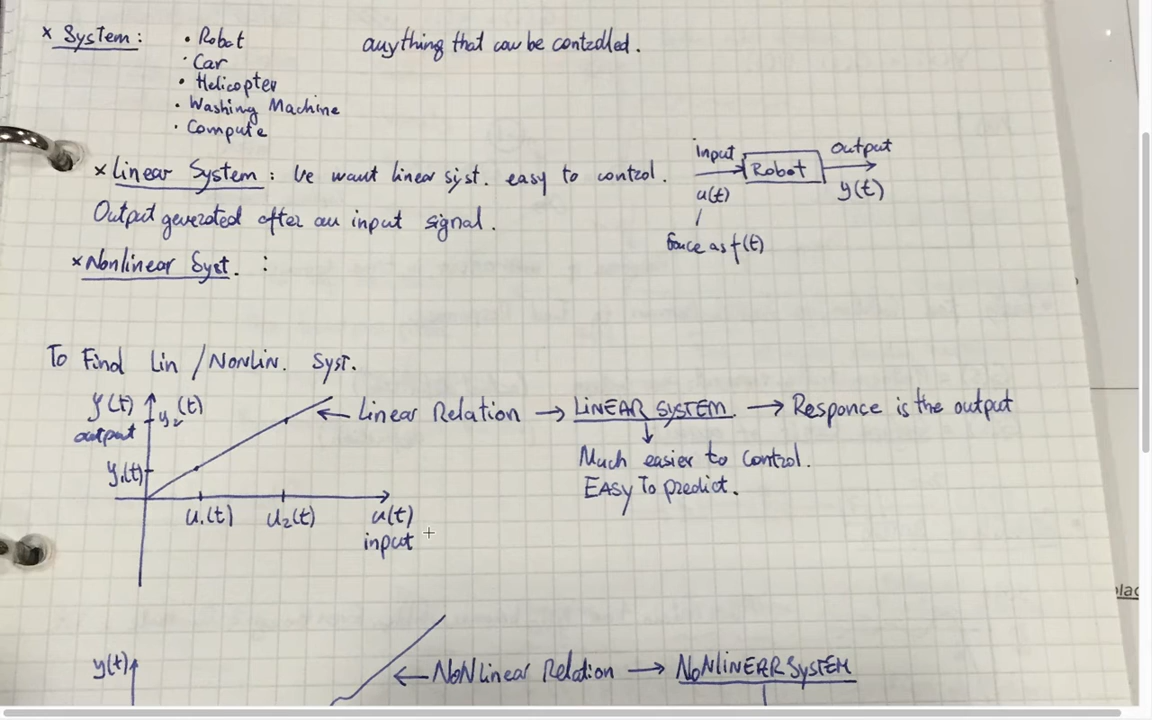 × System :
• Robot
anything that can be controlled.
· Car
• Helicopter
• Washing Machine
· Compute
× Linear System : We want linear syst. easy to control.
input
Robot
output
u(t)
y(t)
Force as f(t)
Output generated after an input signal.
× Nonlinear Syst. :
To Find Lin / NonLin. Syst.
y(t)
output
y₂(t)
← Linear Relation → LINEAR SYSTEM → Responce is the output
↓
Much easier to control.
EASY To predict.
y₁(t)
u₁(t)
u₂(t)
u(t)
input
y(t)
← NoNlinear Relation → NoNLINEAR SYSTEM